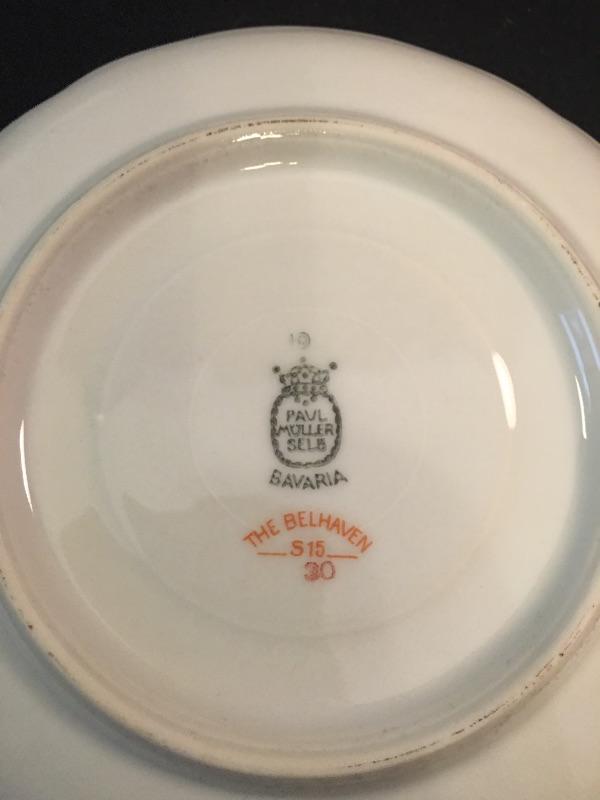 19
PAUL
MÜLLER
SELB
BAVARIA
THE BELHAVEN
S15
30